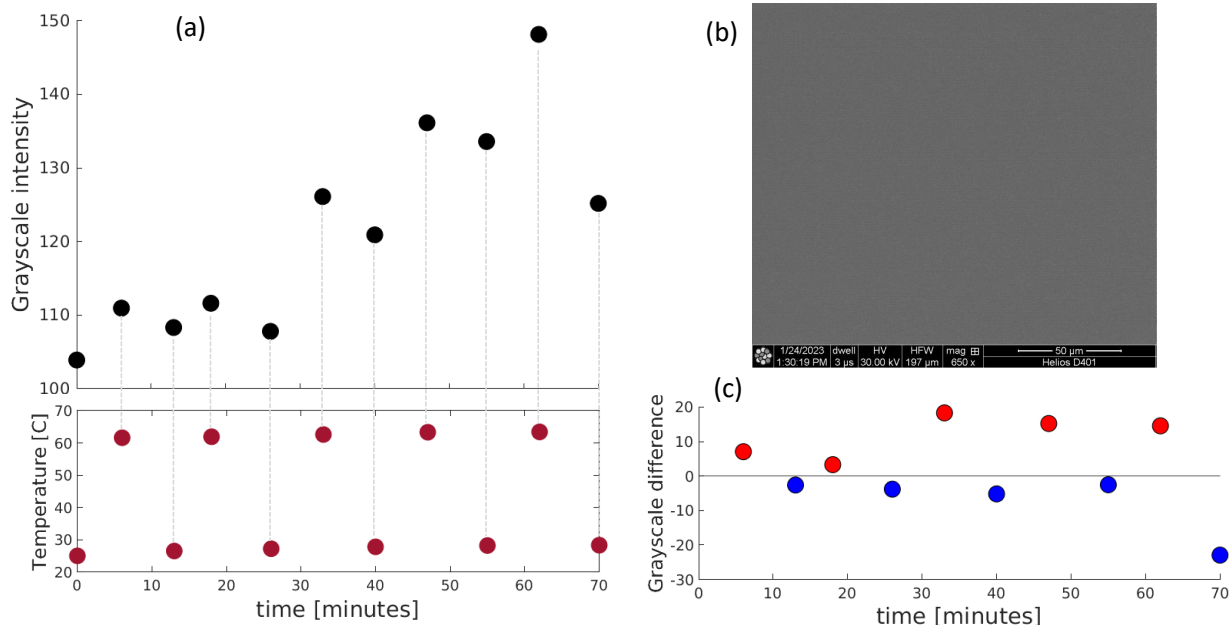 (a)
150
140
130
120
110
100
Grayscale intensity
70
60
50
40
30
20
Temperature [C]
0 10 20 30 40 50 60 70
time [minutes]
(b)
1/24/2023 dwell HV HFW mag ⊞ 50 µm
1:30:19 PM 3 µs 30.00 kV 197 µm 650 x Helios D401
(c)
20
10
0
-10
-20
-30
Grayscale difference
0 10 20 30 40 50 60 70
time [minutes]